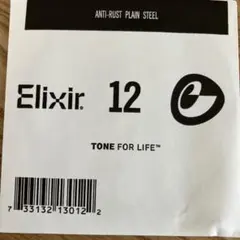 ANTI-RUST PLAIN STEEL
Elixir. 12
TONE FOR LIFE™
7 33132 13012 2